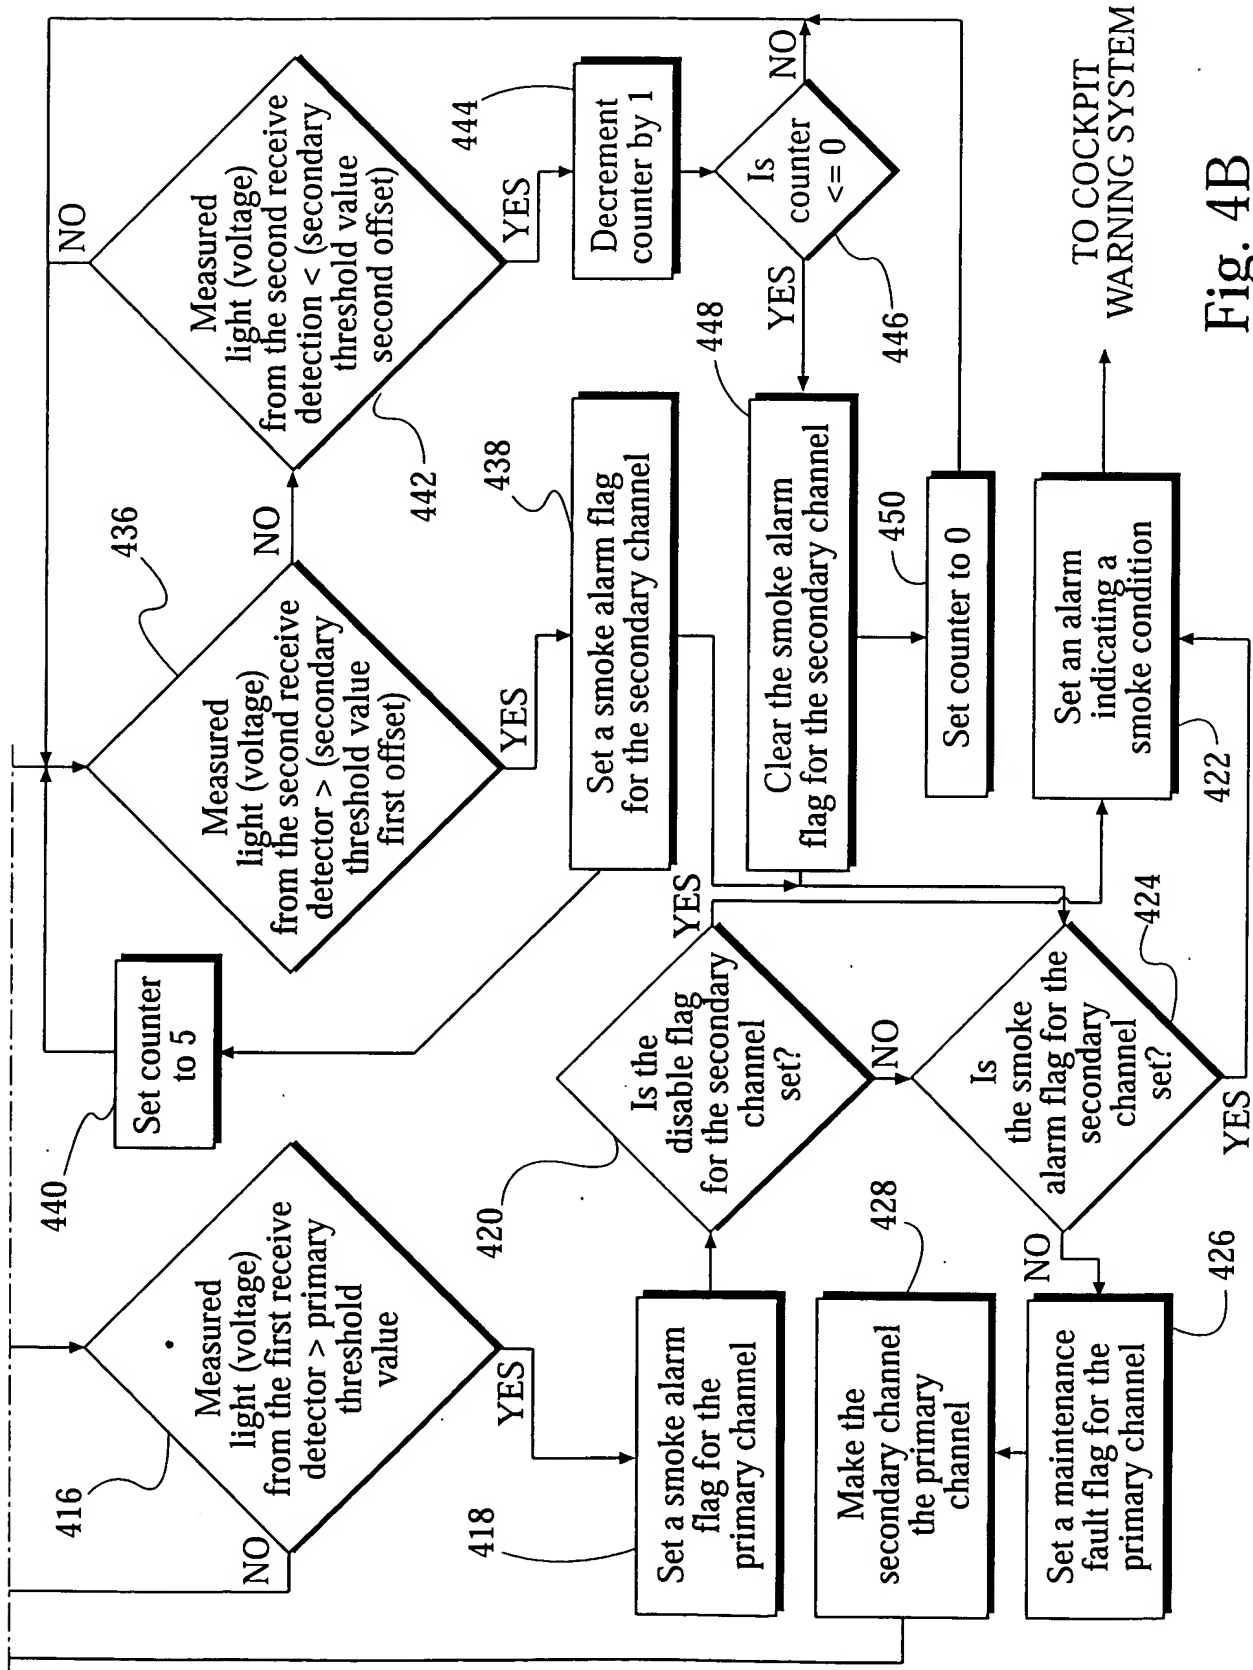 416
Measured
light (voltage)
from the first receive
detector > primary
threshold
value
NO
YES
418
Set a smoke alarm
flag for the
primary channel
420
Is the
disable flag
for the secondary
channel
set?
YES
NO
424
Is
the smoke
alarm flag for the
secondary
channel
set?
NO
YES
426
Set a maintenance
fault flag for the
primary channel
428
Make the
secondary channel
the primary
channel
440
Set counter
to 5
436
Measured
light (voltage)
from the second receive
detector > (secondary
threshold value
first offset)
NO
YES
438
Set a smoke alarm flag
for the secondary channel
442
Measured
light (voltage)
from the second receive
detection < (secondary
threshold value
second offset)
NO
YES
444
Decrement
counter by 1
446
Is
counter
<= 0
NO
YES
448
Clear the smoke alarm
flag for the secondary channel
450
Set counter to 0
422
Set an alarm
indicating a
smoke condition
TO COCKPIT
WARNING SYSTEM
Fig. 4B